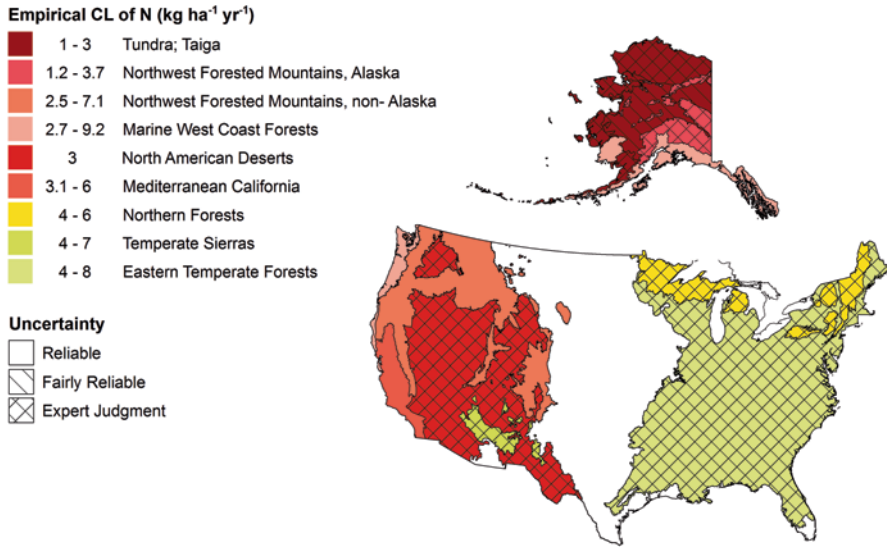 Empirical CL of N (kg ha⁻¹ yr⁻¹)
1 - 3 Tundra; Taiga
1.2 - 3.7 Northwest Forested Mountains, Alaska
2.5 - 7.1 Northwest Forested Mountains, non- Alaska
2.7 - 9.2 Marine West Coast Forests
3 North American Deserts
3.1 - 6 Mediterranean California
4 - 6 Northern Forests
4 - 7 Temperate Sierras
4 - 8 Eastern Temperate Forests
Uncertainty
Reliable
Fairly Reliable
Expert Judgment